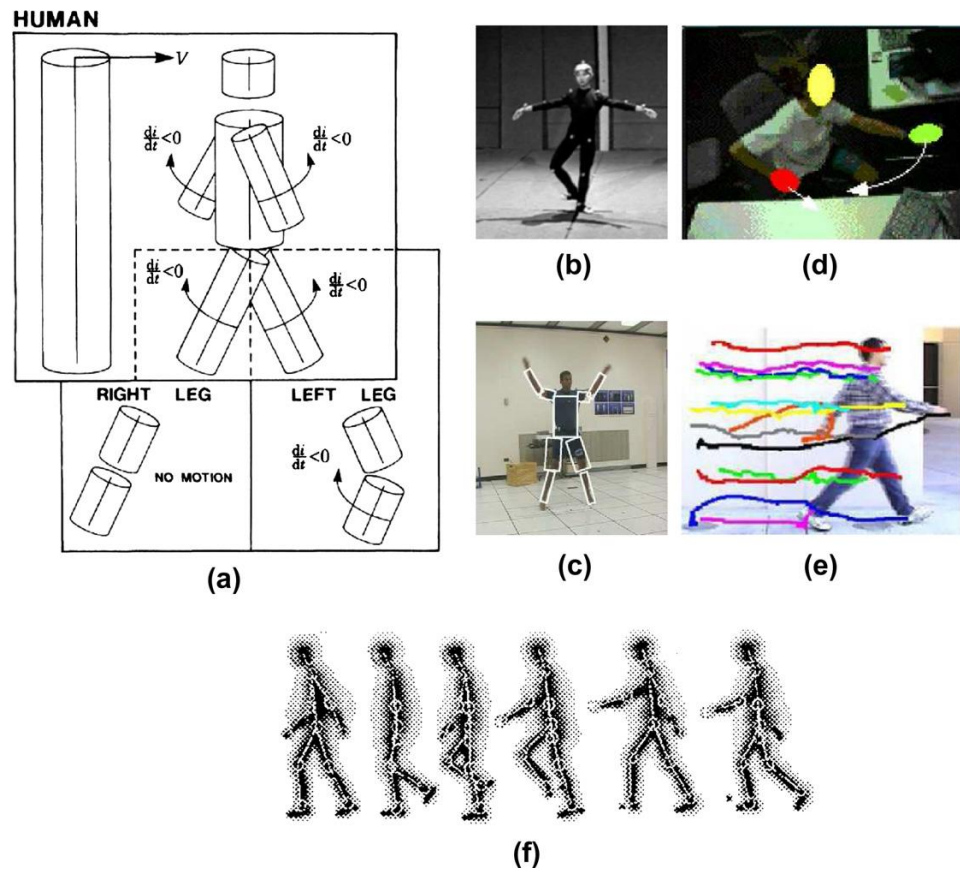 HUMAN
V
di/dt<0
di/dt<0
di/dt<0
di/dt<0
RIGHT LEG
LEFT LEG
NO MOTION
di/dt<0
(a)
(b)
(d)
(c)
(e)
(f)